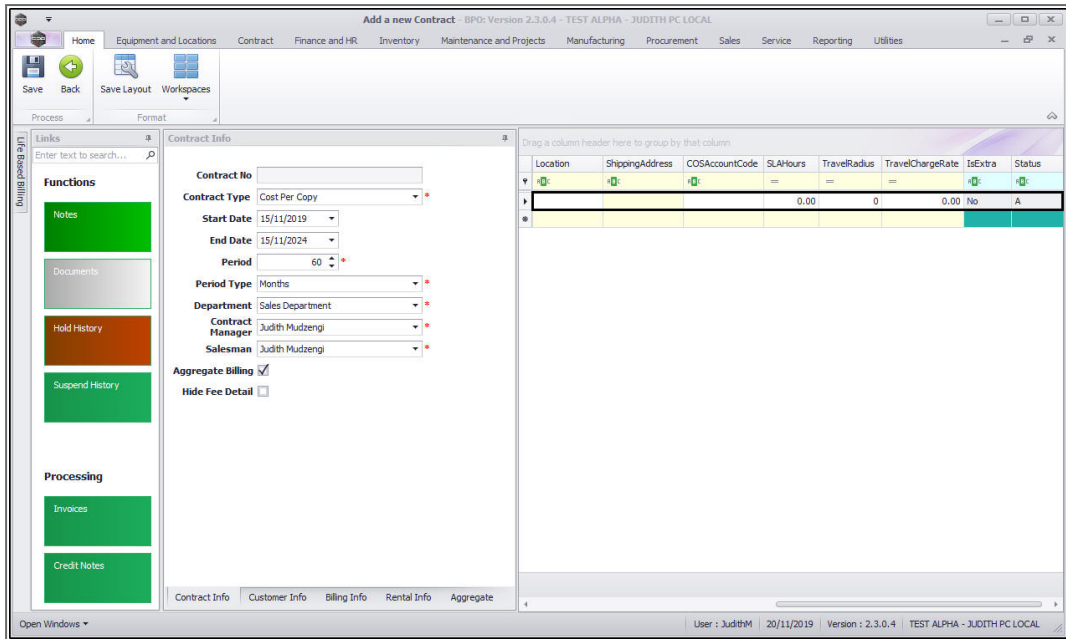 Add a new Contract - BPO: Version 2.3.0.4 - TEST ALPHA - JUDITH PC LOCAL
Home Equipment and Locations Contract Finance and HR Inventory Maintenance and Projects Manufacturing Procurement Sales Service Reporting Utilities
Save Back Save Layout Workspaces
Process Format
Life Based Billing
Links
Enter text to search...
Functions
Notes
Documents
Hold History
Suspend History
Processing
Invoices
Credit Notes
Contract Info
Contract No
Contract Type Cost Per Copy *
Start Date 15/11/2019
End Date 15/11/2024
Period 60 *
Period Type Months *
Department Sales Department *
Contract
Manager Judith Mudzengi *
Salesman Judith Mudzengi *
Aggregate Billing
Hide Fee Detail
Contract Info Customer Info Billing Info Rental Info Aggregate
Drag a column header here to group by that column
Location ShippingAddress COSAccountCode SLAHours TravelRadius TravelChargeRate IsExtra Status
ABC ABC ABC = = = ABC ABC
0.00 0 0.00 No A
Open Windows User : JudithM 20/11/2019 Version : 2.3.0.4 TEST ALPHA - JUDITH PC LOCAL